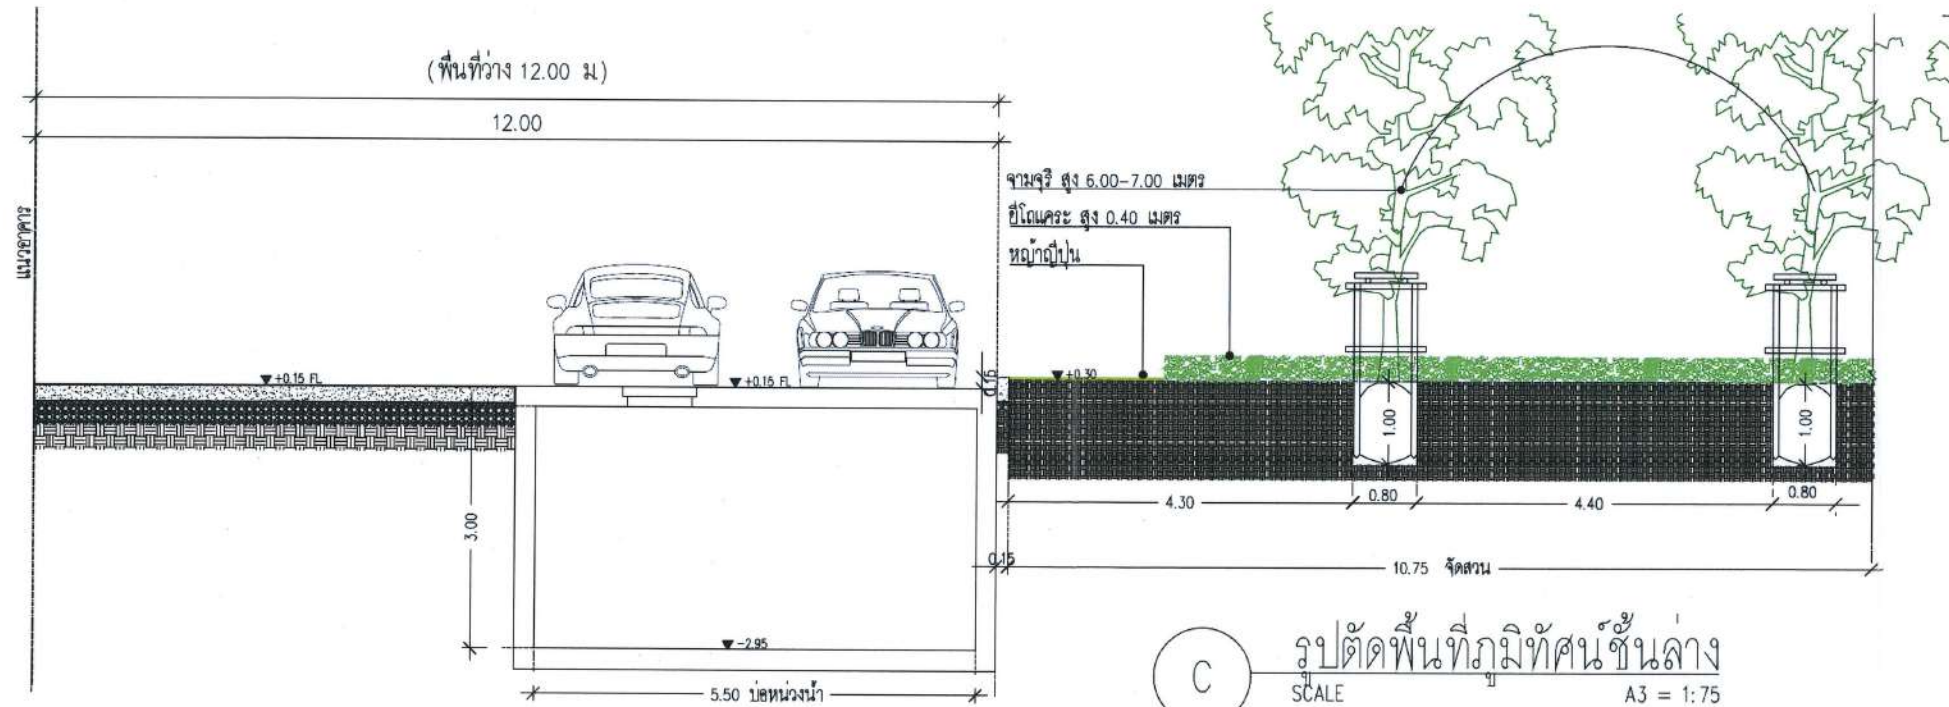 (พื้นที่ว่าง 12.00 ม)
12.00
แนวอาคาร
จามจุรี สูง 6.00-7.00 เมตร
ยี่โถแคระ สูง 0.40 เมตร
หญ้าญี่ปุ่น
+0.15 FL
+0.15 FL
0.15
+0.30
1.00
1.00
4.30
0.80
4.40
0.80
3.00
0.15
10.75 จัดสวน
-2.95
5.50 บ่อหน่วงน้ำ
C
รูปตัดพื้นที่ภูมิทัศน์ชั้นล่าง
SCALE A3 = 1:75